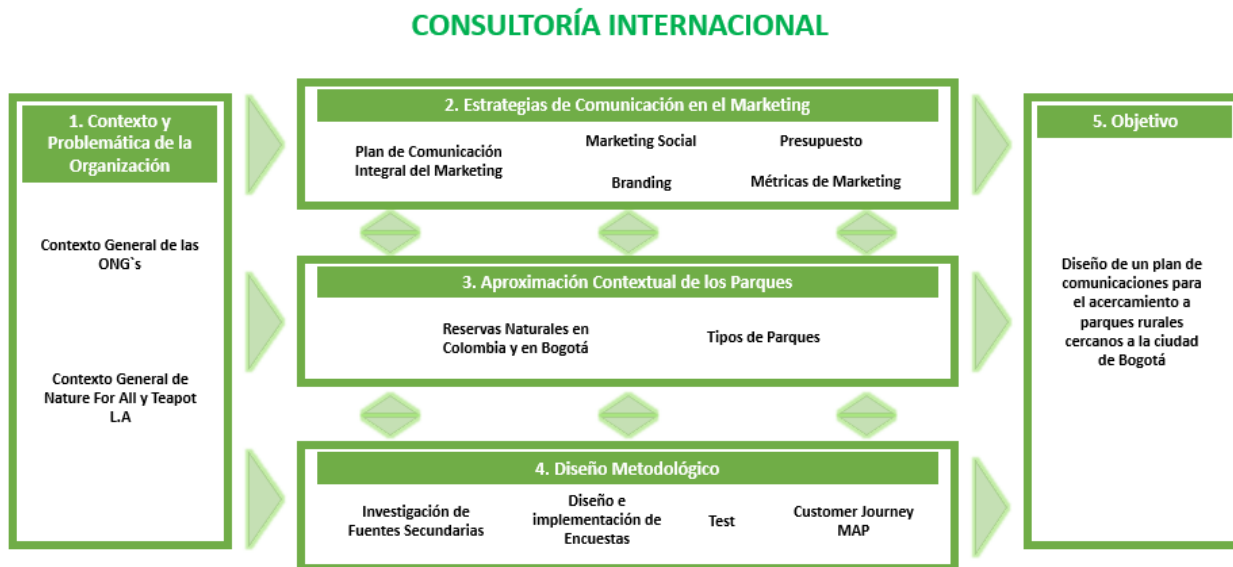 CONSULTORÍA INTERNACIONAL
1. Contexto y
Problemática de la
Organización
Contexto General de las
ONG`s
Contexto General de
Nature For All y Teapot
L.A
2. Estrategias de Comunicación en el Marketing
Plan de Comunicación
Integral del Marketing
Marketing Social
Branding
Presupuesto
Métricas de Marketing
3. Aproximación Contextual de los Parques
Reservas Naturales en
Colombia y en Bogotá
Tipos de Parques
4. Diseño Metodológico
Investigación de
Fuentes Secundarias
Diseño e
implementación de
Encuestas
Test
Customer Journey
MAP
5. Objetivo
Diseño de un plan de
comunicaciones para
el acercamiento a
parques rurales
cercanos a la ciudad
de Bogotá